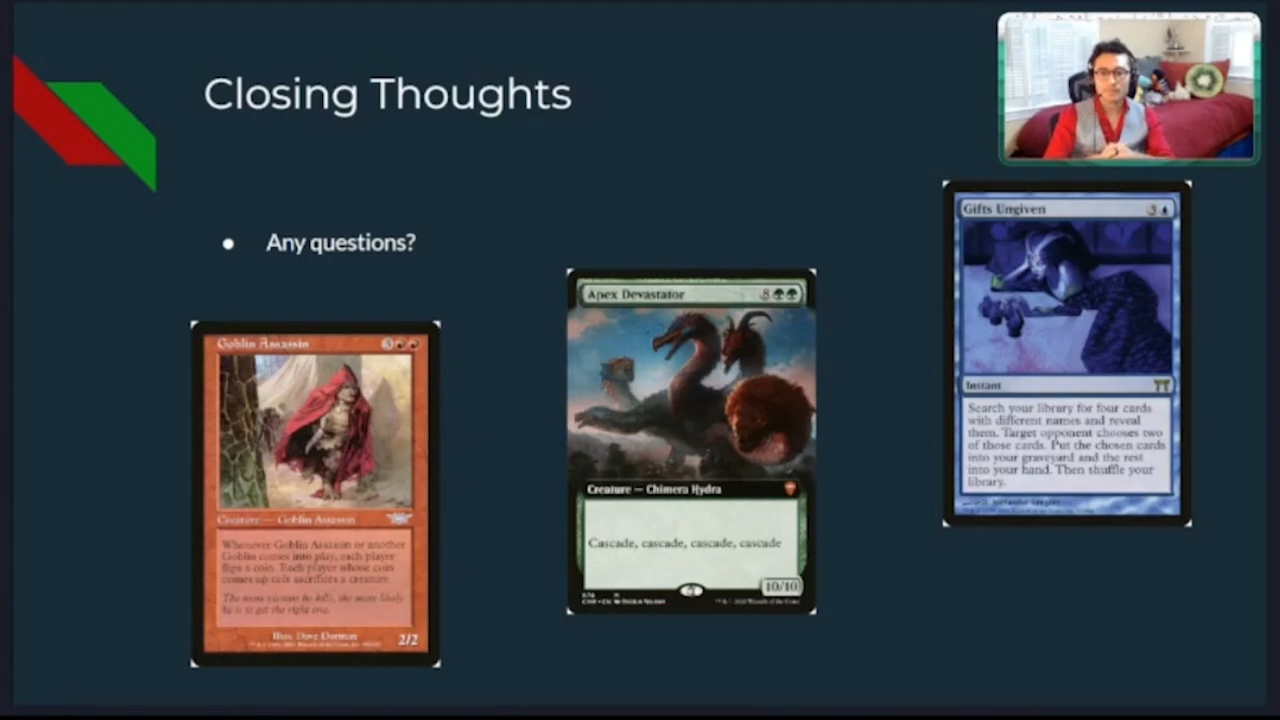 Closing Thoughts
● Any questions?
Goblin Assassin 3
Whenever Goblin Assassin or another
Goblin comes into play, each player
flips a coin. Each player whose coin
comes up tails sacrifices a creature.
The more victims he kills, the more likely
he is to get the right one.
Creature — Goblin Assassin
Illus. Dave Dorman
2/2
Apex Devastator 8
Creature — Chimera Hydra
Cascade, cascade, cascade, cascade
10/10
Gifts Ungiven 3
Instant
Search your library for four cards
with different names and reveal
them. Target opponent chooses two
of those cards. Put the chosen cards
into your graveyard and the rest
into your hand. Then shuffle your
library.